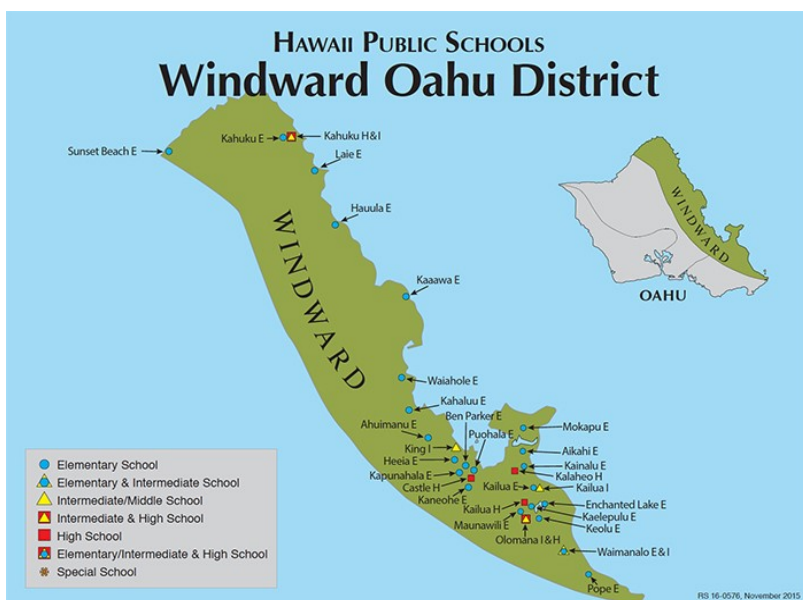 HAWAII PUBLIC SCHOOLS
Windward Oahu District
Kahuku E
Kahuku H&I
Sunset Beach E
Laie E
Hauula E
WINDWARD
Kaaawa E
WINDWARD
OAHU
Waiahole E
Kahaluu E
Ben Parker E
Ahuimanu E
Puohala E
Mokapu E
King I
Aikahi E
Heeia E
Kainalu E
Kapunahala E
Kalaheo H
Castle H
Kailua E
Kailua I
Kaneohe E
Enchanted Lake E
Kailua H
Kaelepulu E
Maunawili E
Keolu E
Olomana I&H
Waimanalo E&I
Pope E
Elementary School
Elementary & Intermediate School
Intermediate/Middle School
Intermediate & High School
High School
Elementary/Intermediate & High School
Special School
RS 16-0576, November 2015